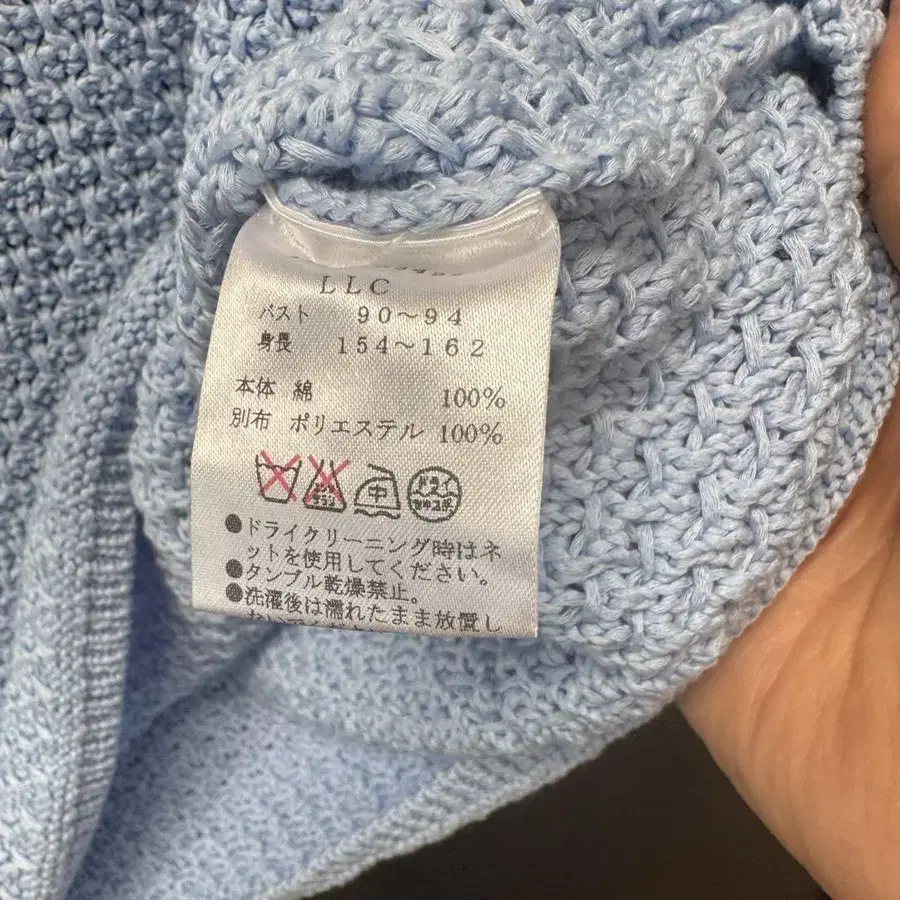 LLC
バスト 90～94
身長 154～162
本体 綿 100%
別布 ポリエステル 100%
中
ドライ
●ドライクリーニング時はネ
ットを使用してください。
●タンブル乾燥禁止。
●洗濯後は濡れたまま放置し